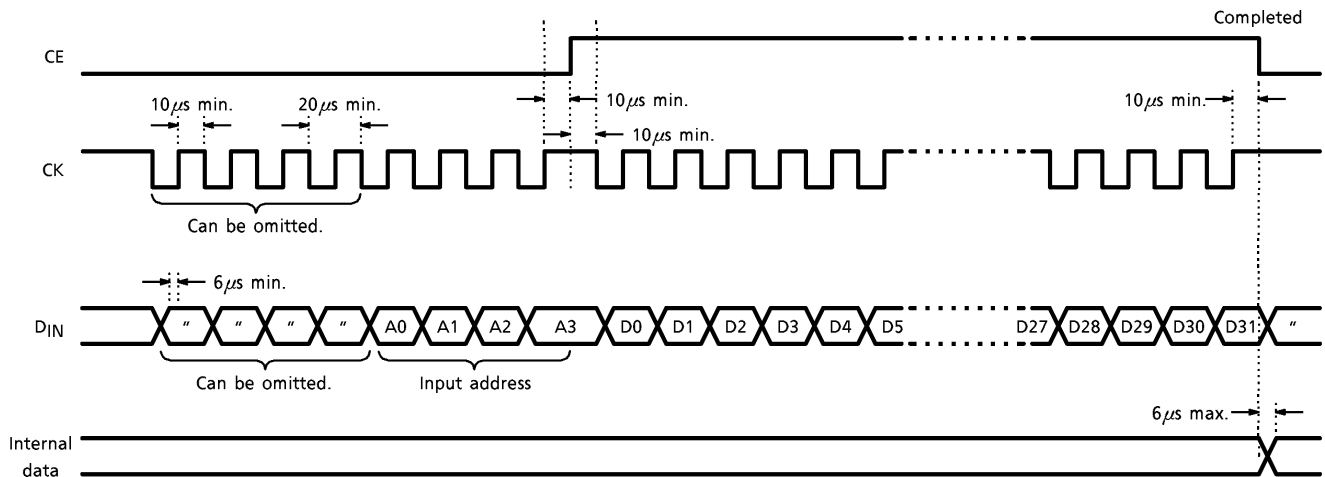 Completed
CE
10μs min.
20μs min.
10μs min.
10μs min.
10μs min.
CK
Can be omitted.
6μs min.
DIN
" " " " A0 A1 A2 A3 D0 D1 D2 D3 D4 D5 D27 D28 D29 D30 D31 "
Can be omitted.
Input address
6μs max.
Internal
data